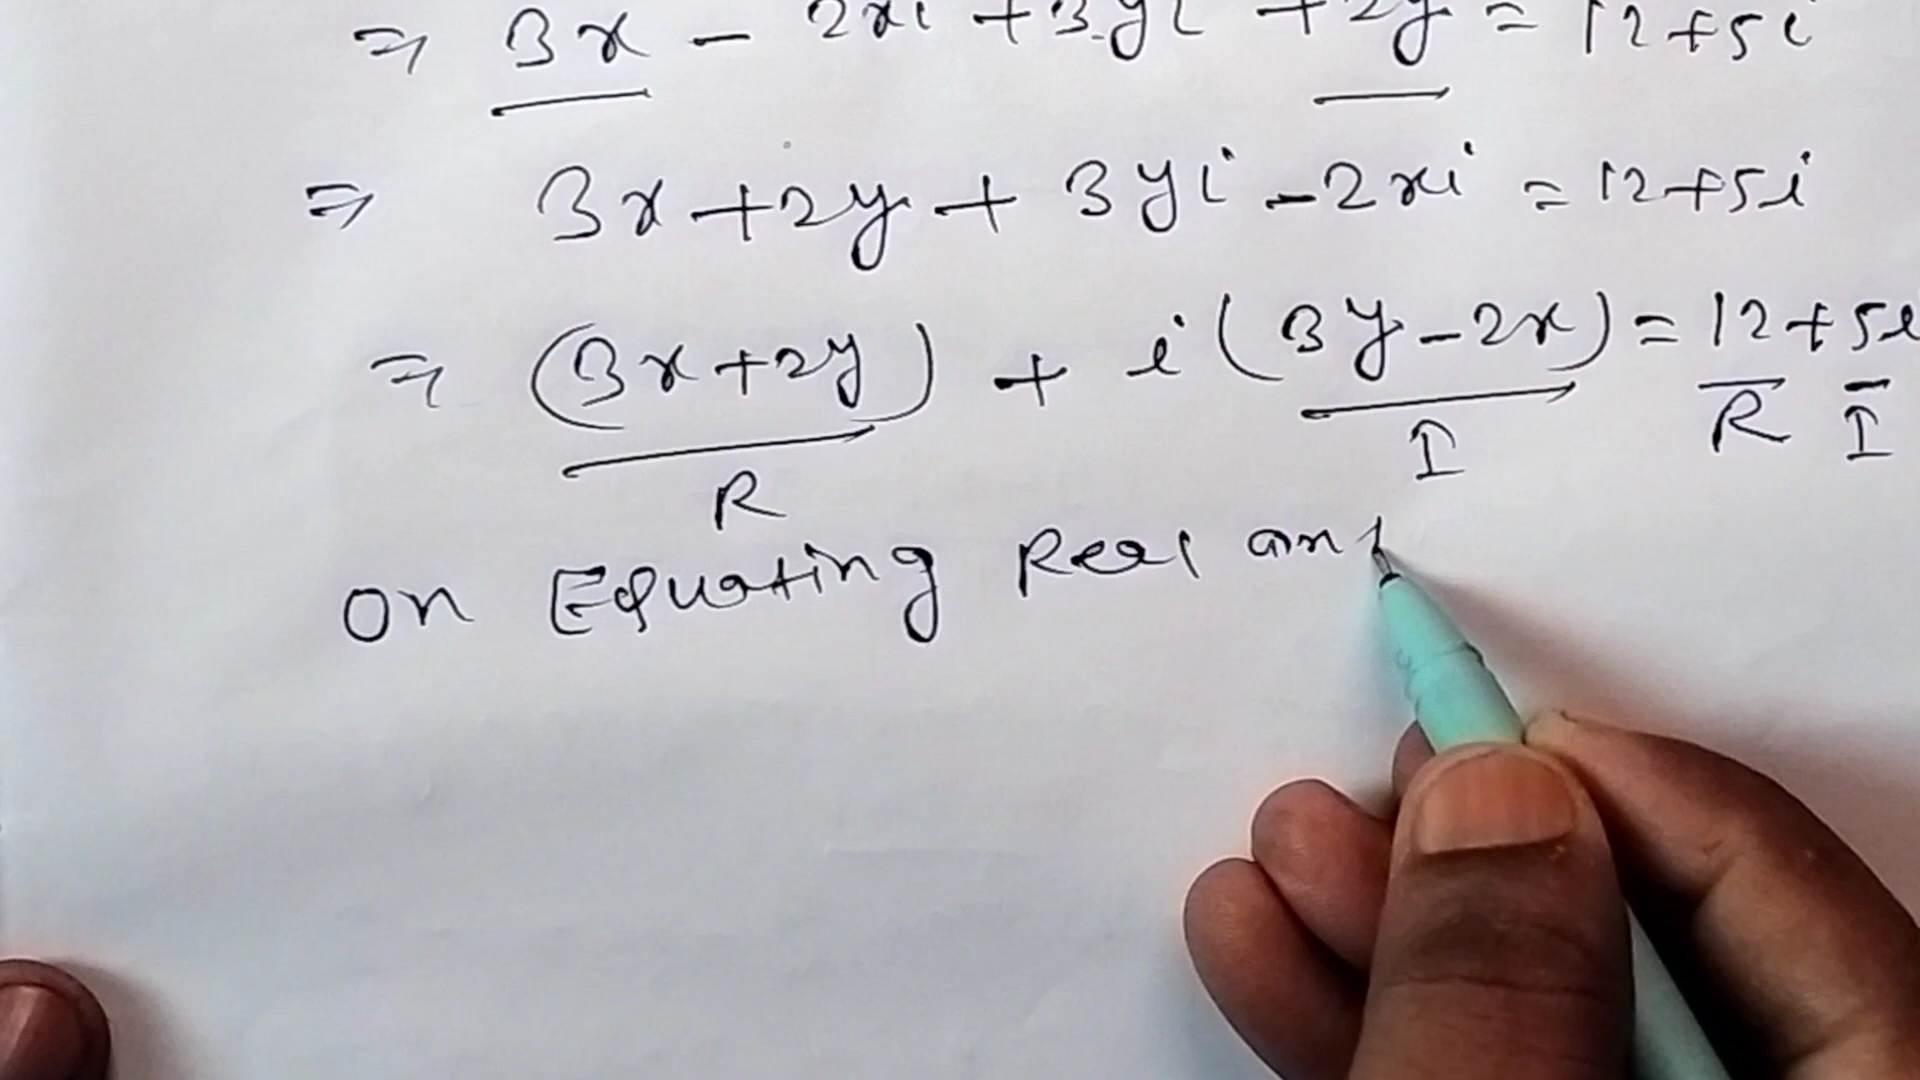 ⇒ 3x - 2xi + 3yi + 2y = 12+5i
⇒ 3x+2y + 3yi - 2xi = 12+5i
⇒ (3x+2y) + i(3y-2x) = 12+5i
R I R I
on Equating Real an